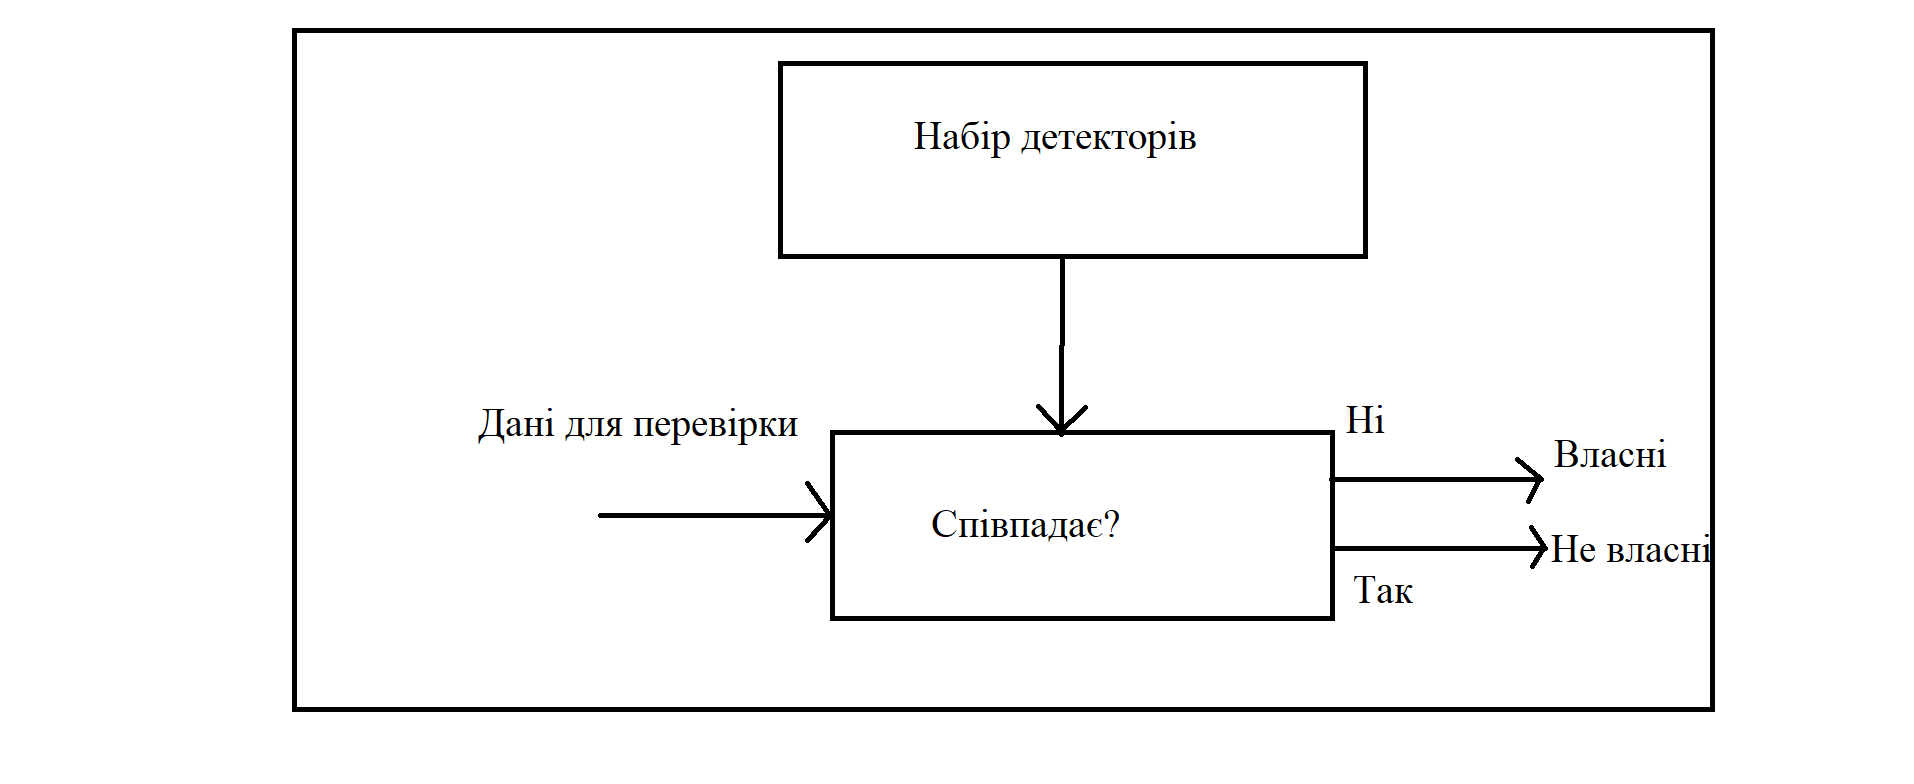 Набір детекторів
Дані для перевірки
Ні
Власні
Співпадає?
Не власні
Так